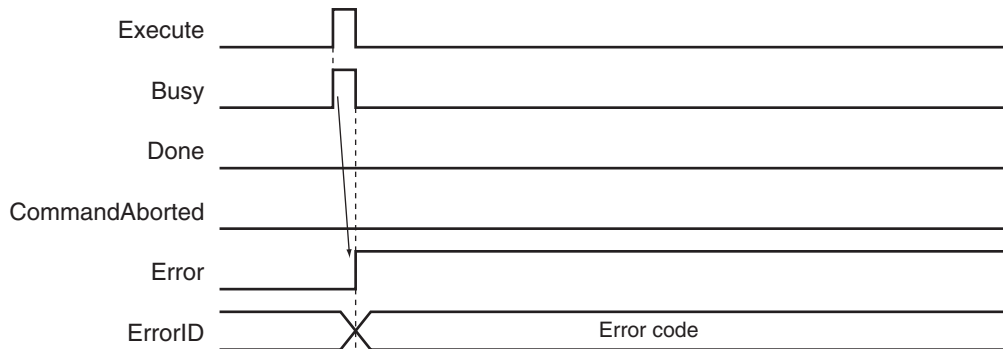 Execute
Busy
Done
CommandAborted
Error
ErrorID
Error code